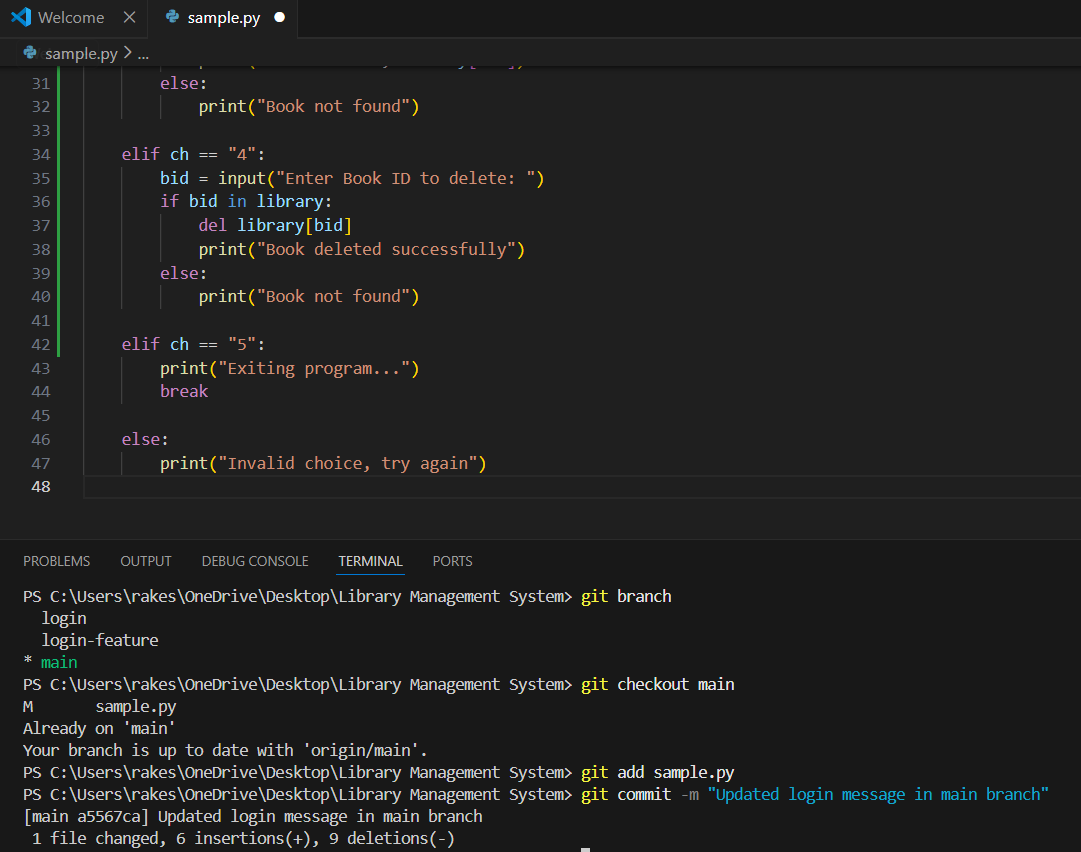 Welcome
sample.py
sample.py > ...
31 else:
32 print("Book not found")
33
34 elif ch == "4":
35 bid = input("Enter Book ID to delete: ")
36 if bid in library:
37 del library[bid]
38 print("Book deleted successfully")
39 else:
40 print("Book not found")
41
42 elif ch == "5":
43 print("Exiting program...")
44 break
45
46 else:
47 print("Invalid choice, try again")
48
PROBLEMS OUTPUT DEBUG CONSOLE TERMINAL PORTS
PS C:\Users\rakes\OneDrive\Desktop\Library Management System> git branch
login
login-feature
* main
PS C:\Users\rakes\OneDrive\Desktop\Library Management System> git checkout main
M sample.py
Already on 'main'
Your branch is up to date with 'origin/main'.
PS C:\Users\rakes\OneDrive\Desktop\Library Management System> git add sample.py
PS C:\Users\rakes\OneDrive\Desktop\Library Management System> git commit -m "Updated login message in main branch"
[main a5567ca] Updated login message in main branch
1 file changed, 6 insertions(+), 9 deletions(-)